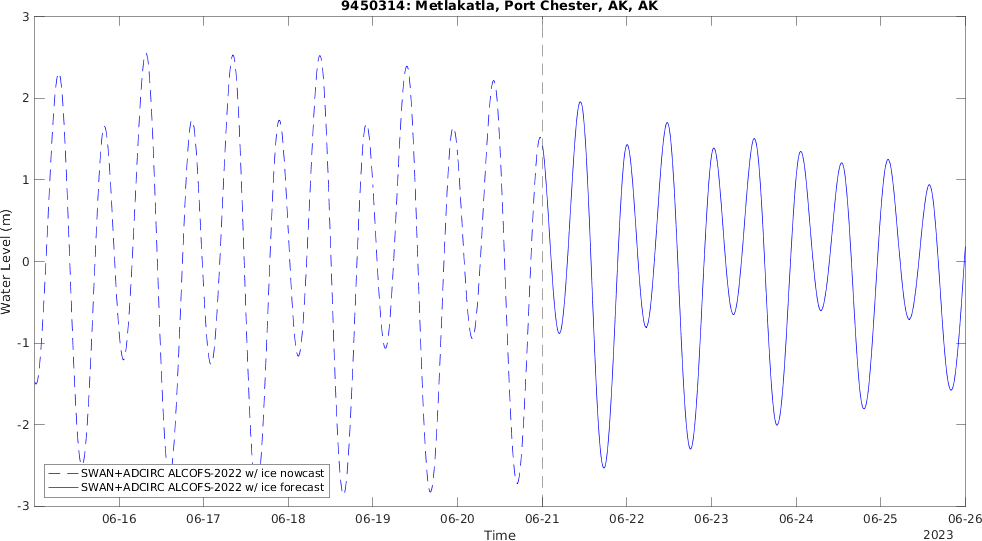 9450314: Metlakatla, Port Chester, AK, AK
3
2
1
0
-1
-2
-3
Water Level (m)
SWAN+ADCIRC ALCOFS-2022 w/ ice nowcast
SWAN+ADCIRC ALCOFS-2022 w/ ice forecast
06-16 06-17 06-18 06-19 06-20 06-21 06-22 06-23 06-24 06-25 06-26
Time
2023